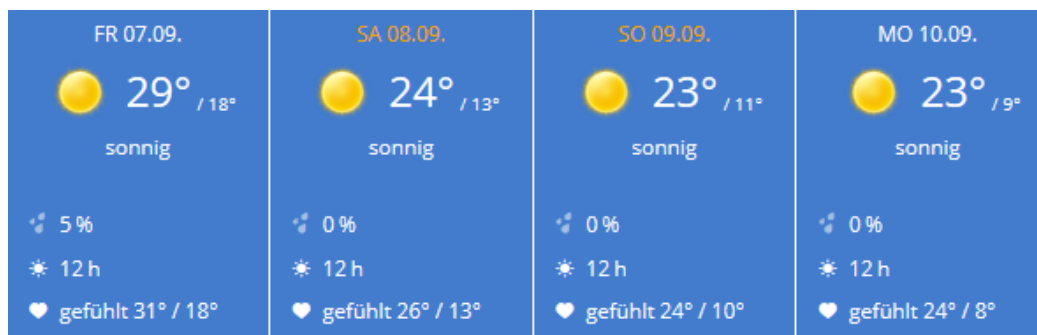 FR 07.09.
29° / 18°
sonnig
5 %
12 h
gefühlt 31° / 18°
SA 08.09.
24° / 13°
sonnig
0 %
12 h
gefühlt 26° / 13°
SO 09.09.
23° / 11°
sonnig
0 %
12 h
gefühlt 24° / 10°
MO 10.09.
23° / 9°
sonnig
0 %
12 h
gefühlt 24° / 8°